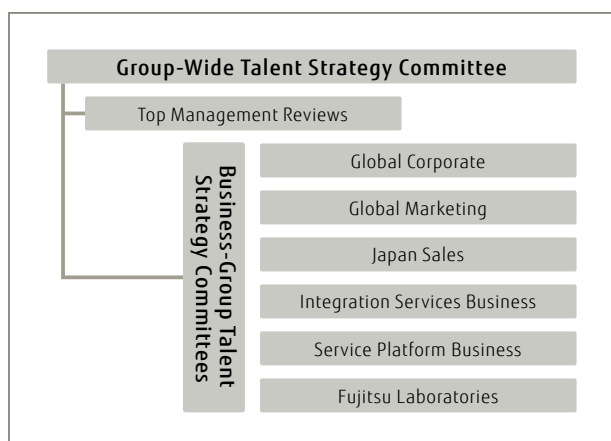 Group-Wide Talent Strategy Committee
Top Management Reviews
Business-Group Talent
Strategy Committees
Global Corporate
Global Marketing
Japan Sales
Integration Services Business
Service Platform Business
Fujitsu Laboratories